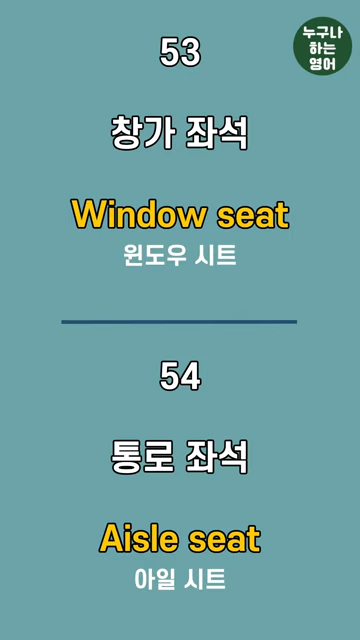 53
누구나
하는
영어
창가 좌석
Window seat
윈도우 시트
54
통로 좌석
Aisle seat
아일 시트